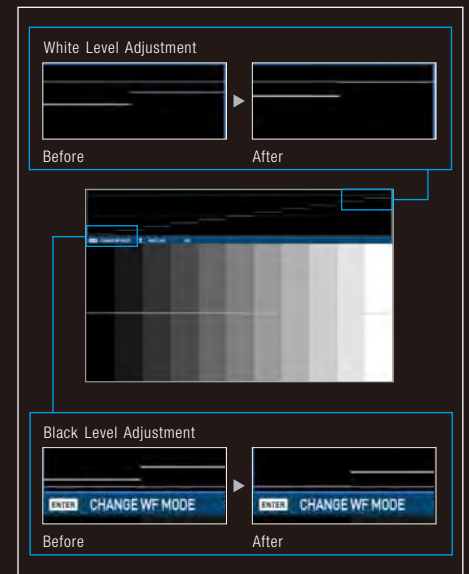 White Level Adjustment
Before After
Black Level Adjustment
ENTER CHANGE WF MODE ENTER CHANGE WF MODE
Before After